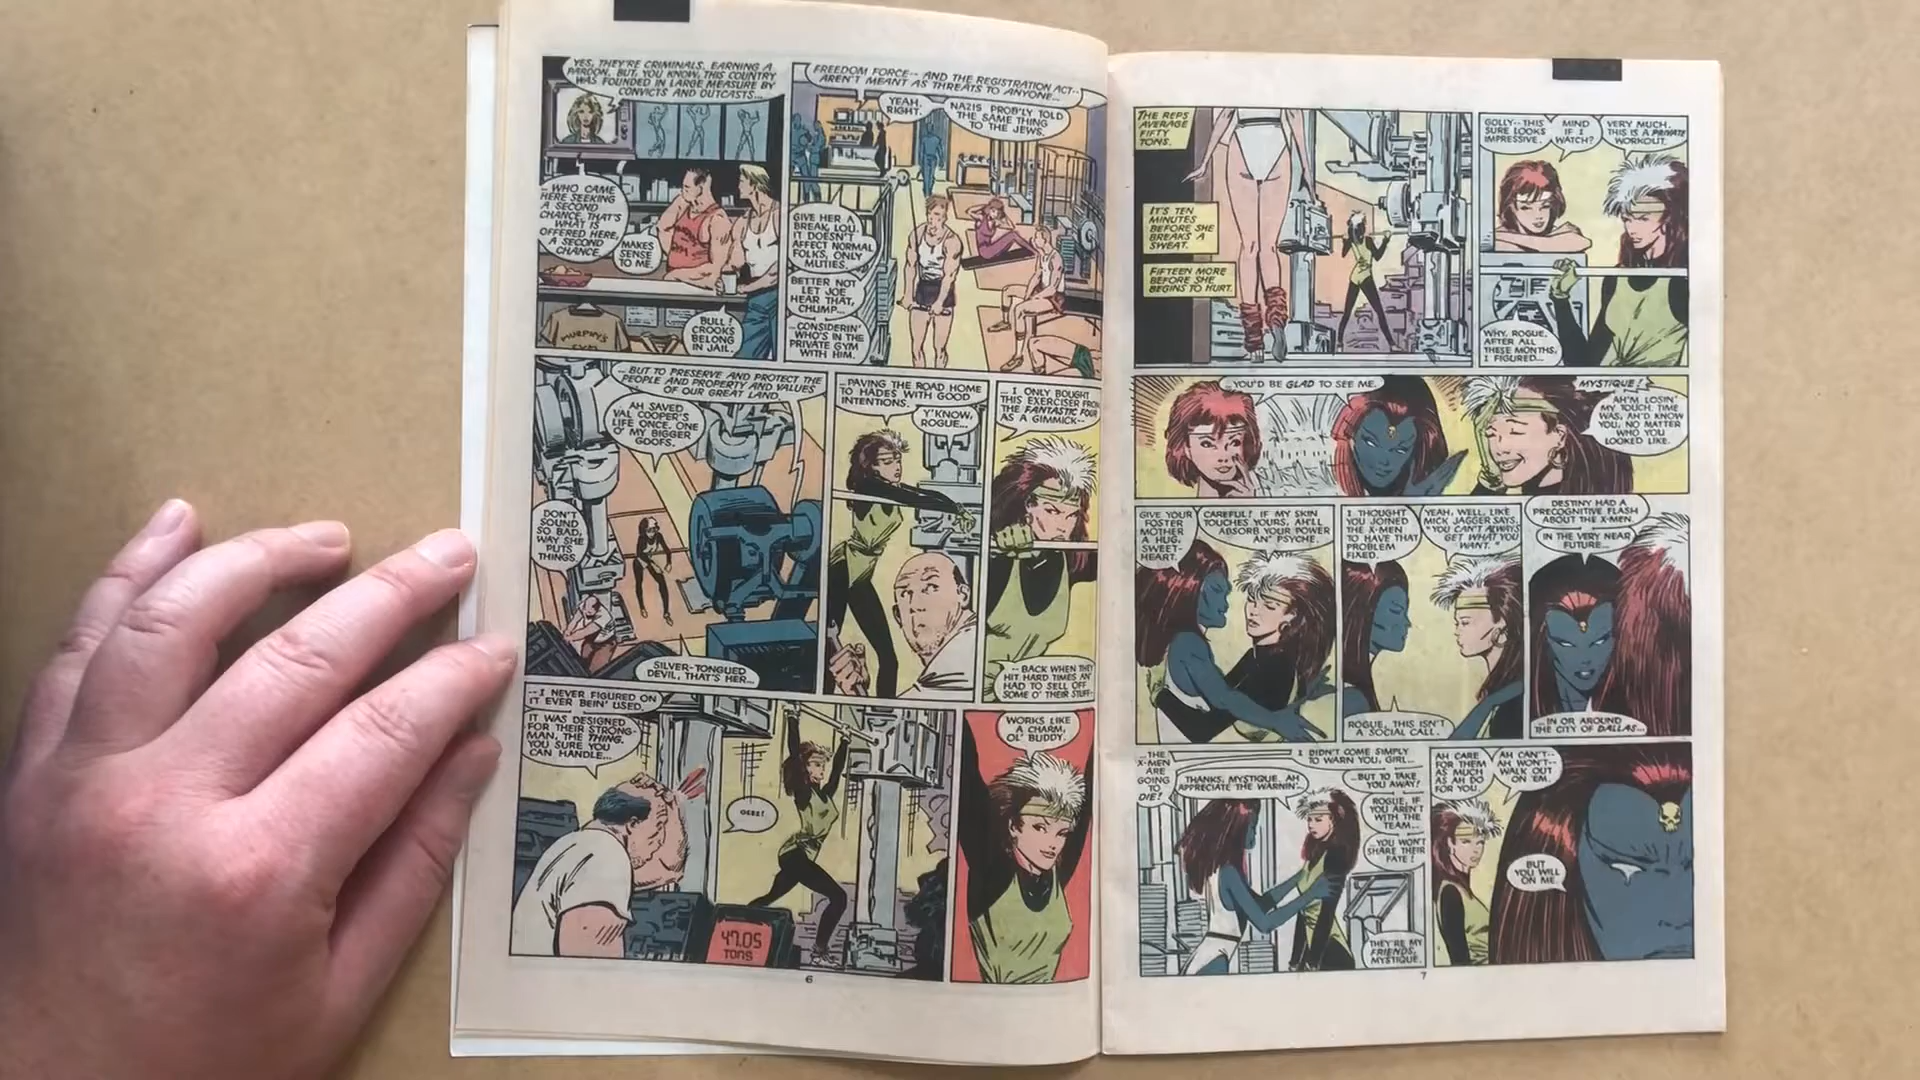 YES, THEY'RE CRIMINALS, EARNING A
PARDON. BUT, YOU KNOW, THIS COUNTRY
WAS FOUNDED IN LARGE MEASURE BY
CONVICTS AND OUTCASTS...
...WHO CAME
HERE SEEKING
A SECOND
CHANCE. THAT'S
WHAT IS
OFFERED HERE,
A SECOND
CHANCE.
MAKES
SENSE
TO ME.
BULL!
CROOKS
BELONG
IN JAIL.
MURPHY'S
GYM
FREEDOM FORCE-- AND THE REGISTRATION ACT--
AREN'T MEANT AS THREATS TO ANYONE...
YEAH.
RIGHT.
NAZIS PROB'LY TOLD
THE SAME THING
TO THE JEWS.
GIVE HER A
BREAK, LOU.
IT DOESN'T
AFFECT NORMAL
FOLKS, ONLY
MUTIES.
BETTER NOT
LET JOE
HEAR THAT,
CHUMP...
...CONSIDERIN'
WHO'S IN THE
PRIVATE GYM
WITH HIM.
...BUT TO PRESERVE AND PROTECT THE
PEOPLE AND PROPERTY AND VALUES
OF OUR GREAT LAND.
AH SAVED
VAL COOPER'S
LIFE ONCE. ONE
O' MY BIGGER
GOOFS.
DON'T
SOUND
SO BAD,
WAY SHE
PUTS
THINGS.
SILVER-TONGUED
DEVIL, THAT'S HER...
...PAVING THE ROAD HOME
TO HADES WITH GOOD
INTENTIONS.
Y'KNOW,
ROGUE...
...I ONLY BOUGHT
THIS EXERCISER FROM
THE FANTASTIC FOUR
AS A GIMMICK--
--BACK WHEN THEY
HIT HARD TIMES AN'
HAD TO SELL OFF
SOME O' THEIR STUFF--
--I NEVER FIGURED ON
IT EVER BEIN' USED.
IT WAS DESIGNED
FOR THEIR STRONG-
MAN, THE THING.
YOU SURE YOU
CAN HANDLE...
GEEZ!
47.05
TONS
WORKS LIKE
A CHARM,
OL' BUDDY.
6
THE REPS
AVERAGE
FIFTY
TONS.
IT'S TEN
MINUTES
BEFORE SHE
BREAKS A
SWEAT.
FIFTEEN MORE
BEFORE SHE
BEGINS TO HURT.
GOLLY--THIS
SURE LOOKS
IMPRESSIVE.
MIND
IF I
WATCH?
VERY MUCH.
THIS IS A PRIVATE
WORKOUT.
WHY, ROGUE,
AFTER ALL
THESE MONTHS,
I FIGURED...
...YOU'D BE GLAD TO SEE ME.
MYSTIQUE!
AH'M LOSIN'
MY TOUCH. TIME
WAS, AH'D KNOW
YOU, NO MATTER
WHO YOU
LOOKED LIKE.
GIVE YOUR
FOSTER
MOTHER
A HUG,
SWEET-
HEART.
CAREFUL! IF MY SKIN
TOUCHES YOURS, AH'LL
ABSORB YOUR POWER
AN' PSYCHE.
I THOUGHT
YOU JOINED
THE X-MEN
TO HAVE THAT
PROBLEM
FIXED.
YEAH, WELL, LIKE
MICK JAGGER SAYS,
"YOU CAN'T ALWAYS
GET WHAT YOU
WANT."
ROGUE, THIS ISN'T
A SOCIAL CALL.
DESTINY HAD A
PRECOGNITIVE FLASH
ABOUT THE X-MEN.
IN THE VERY NEAR
FUTURE...
...IN OR AROUND
THE CITY OF DALLAS...
...THE
X-MEN
ARE
GOING
TO
DIE!
THANKS, MYSTIQUE. AH
APPRECIATE THE WARNIN'.
I DIDN'T COME SIMPLY
TO WARN YOU, GIRL...
...BUT TO TAKE
YOU AWAY!
ROGUE, IF
YOU AREN'T
WITH THE
TEAM...
...YOU WON'T
SHARE THEIR
FATE!
THEY'RE MY
FRIENDS,
MYSTIQUE.
AH CARE
FOR THEM
AS MUCH
AS AH DO
FOR YOU.
AH CAN'T--
AH WON'T--
WALK OUT
ON 'EM.
BUT
YOU WILL
ON ME.
7